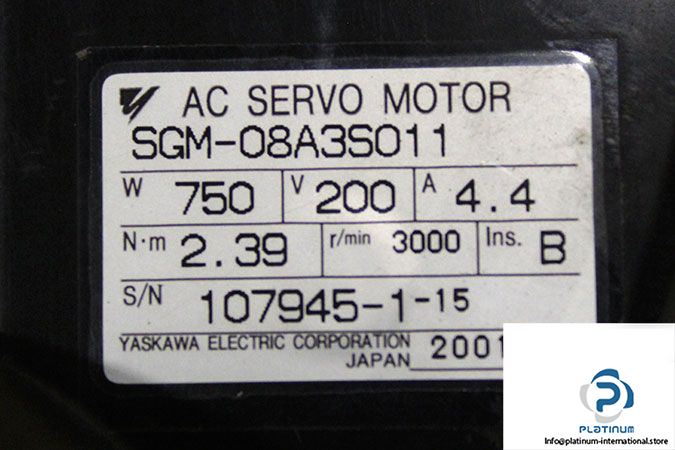 AC SERVO MOTOR
SGM-08A3S011
W 750 V 200 A 4.4
N·m 2.39 r/min 3000 Ins. B
S/N 107945-1-15
YASKAWA ELECTRIC CORPORATION
JAPAN 2001
PLATINUM
Info@platinum-international.store